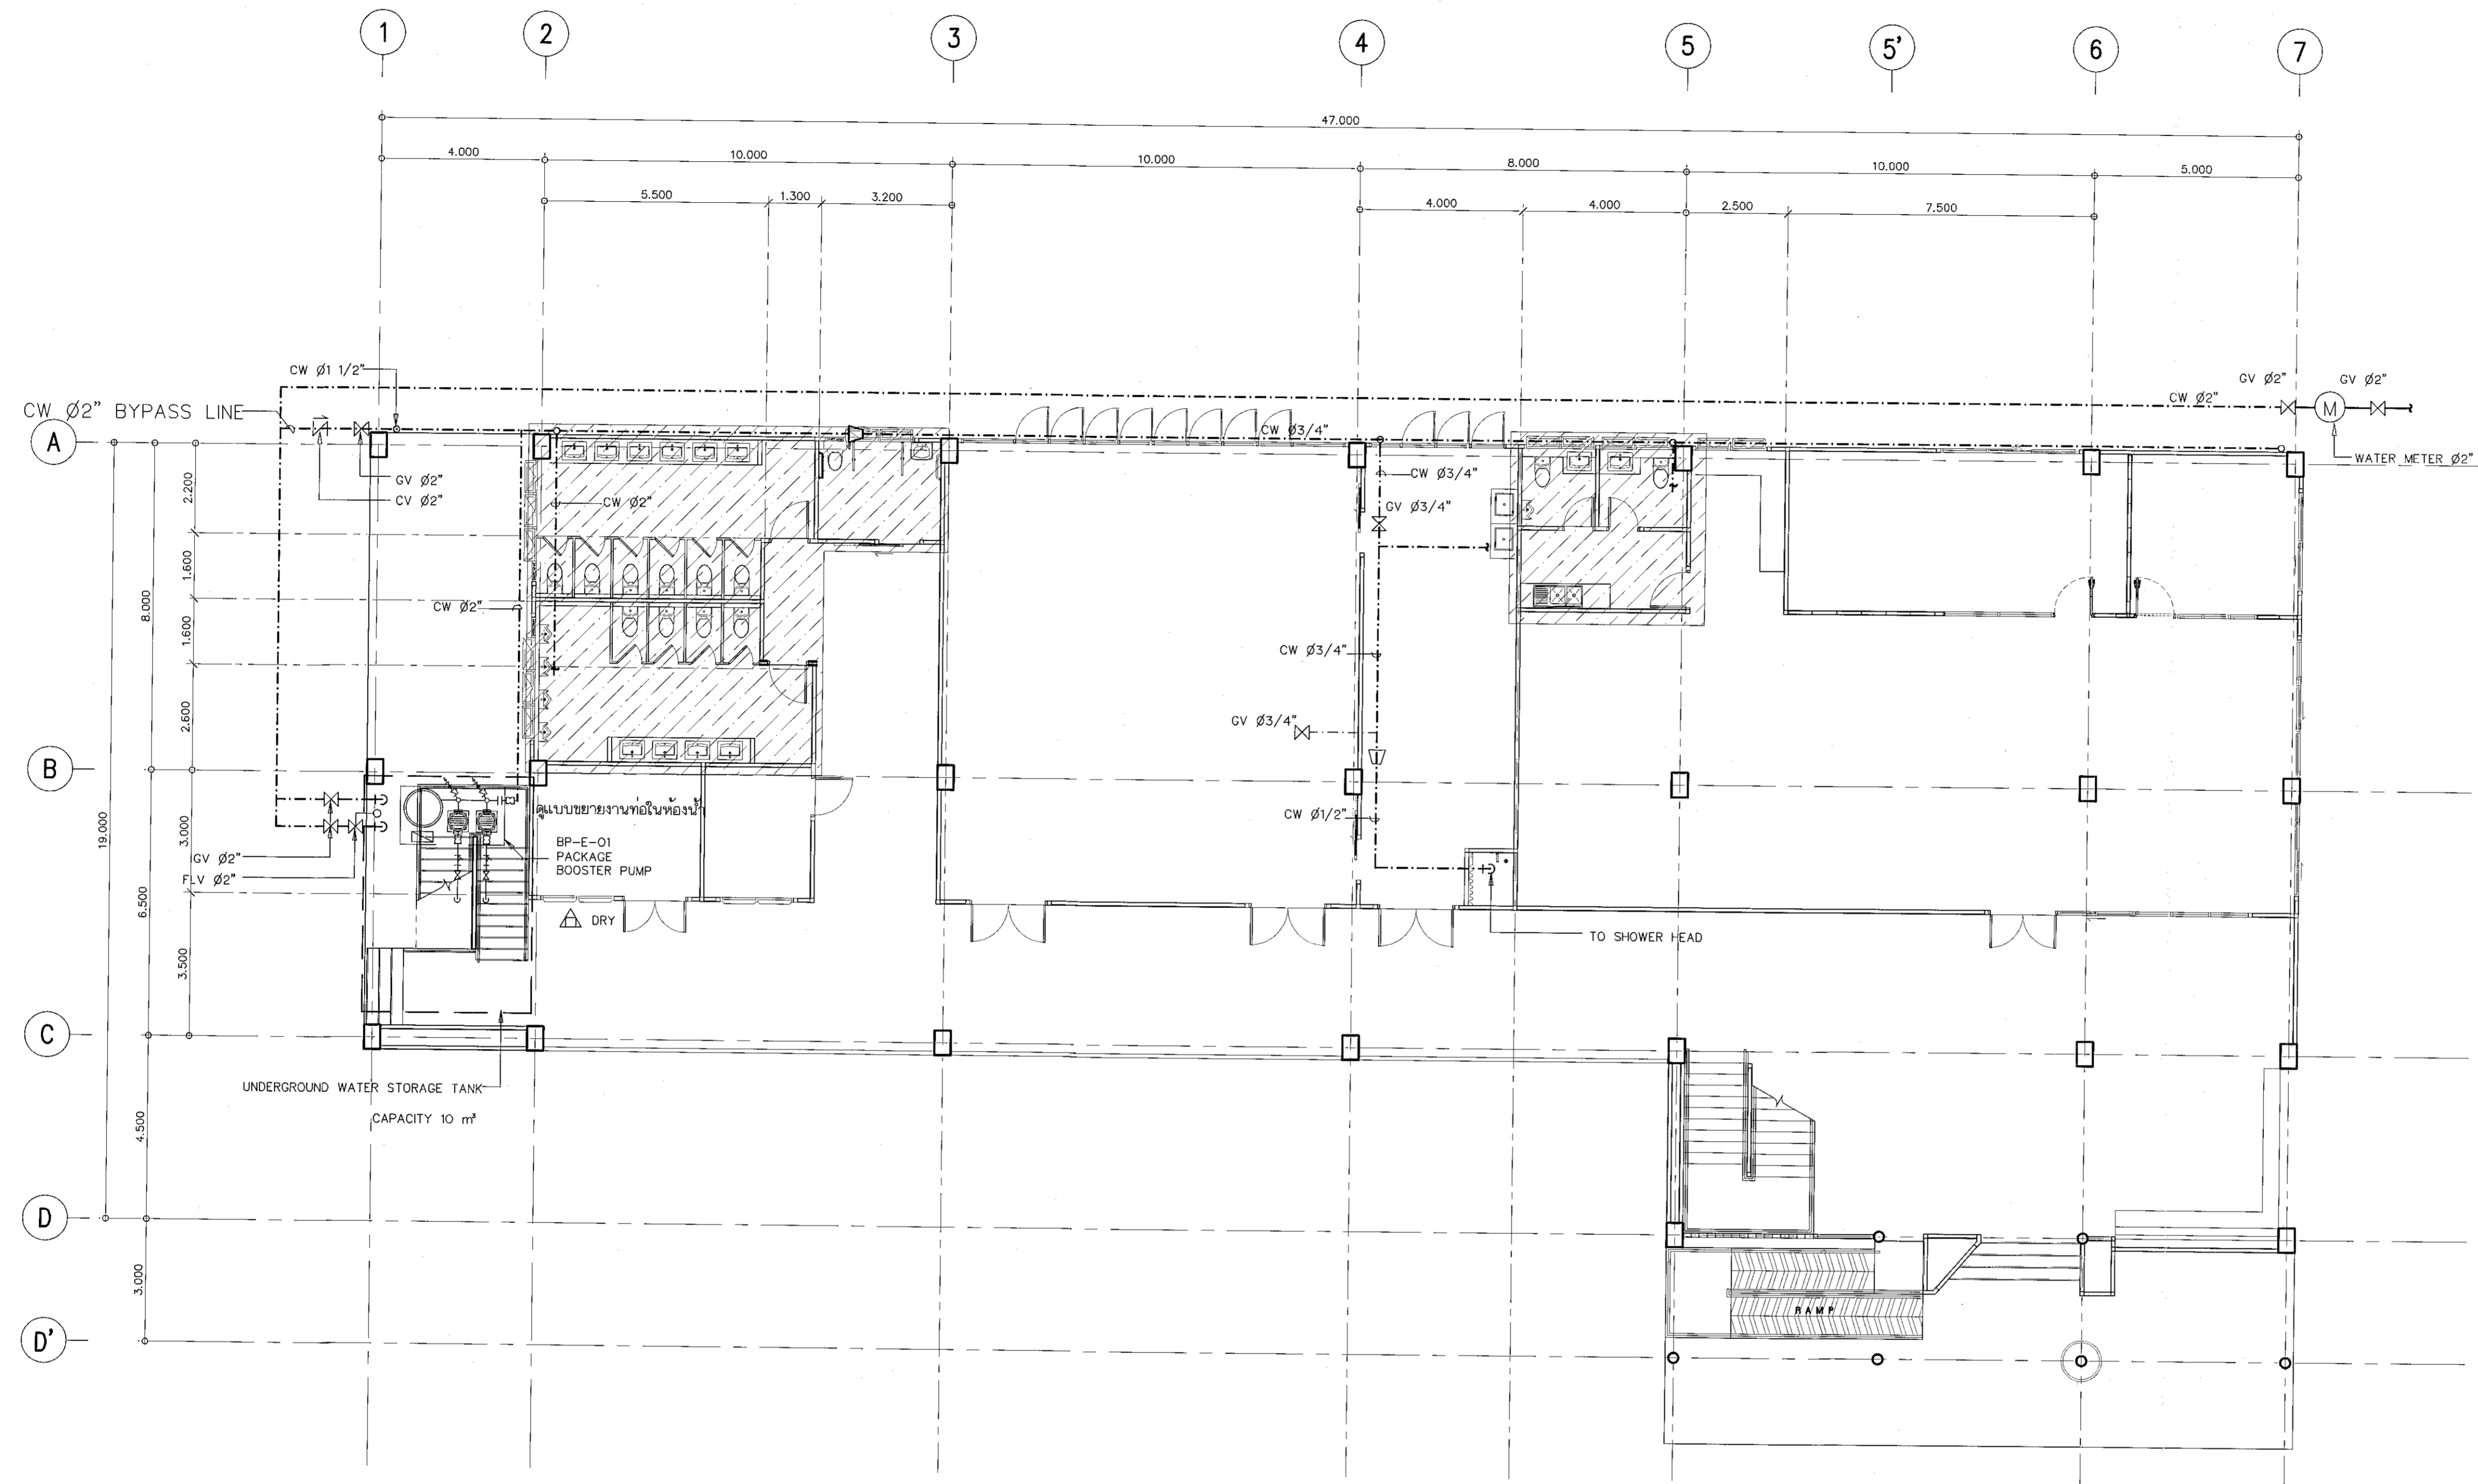 1 2 3 4 5 5' 6 7
47.000
4.000 10.000 10.000 8.000 10.000 5.000
5.500 1.300 3.200 4.000 4.000 2.500 7.500
CW Ø1 1/2"
GV Ø2" GV Ø2"
CW Ø2"
M
CW Ø2" BYPASS LINE
A
CW Ø3/4"
WATER METER Ø2"
GV Ø2"
CV Ø2"
CW Ø2"
CW Ø3/4"
GV Ø3/4"
2.200
1.600
8.000
CW Ø2"
1.600
CW Ø3/4"
2.600
GV Ø3/4"
B
ดูแบบขยายงานท่อในห้องน้ำ
CW Ø1/2"
19.000
3.000
BP-E-01
PACKAGE
BOOSTER PUMP
GV Ø2"
FLV Ø2"
6.500
A DRY
TO SHOWER HEAD
3.500
C
UNDERGROUND WATER STORAGE TANK
CAPACITY 10 m³
4.500
D
3.000
RAMP
D'